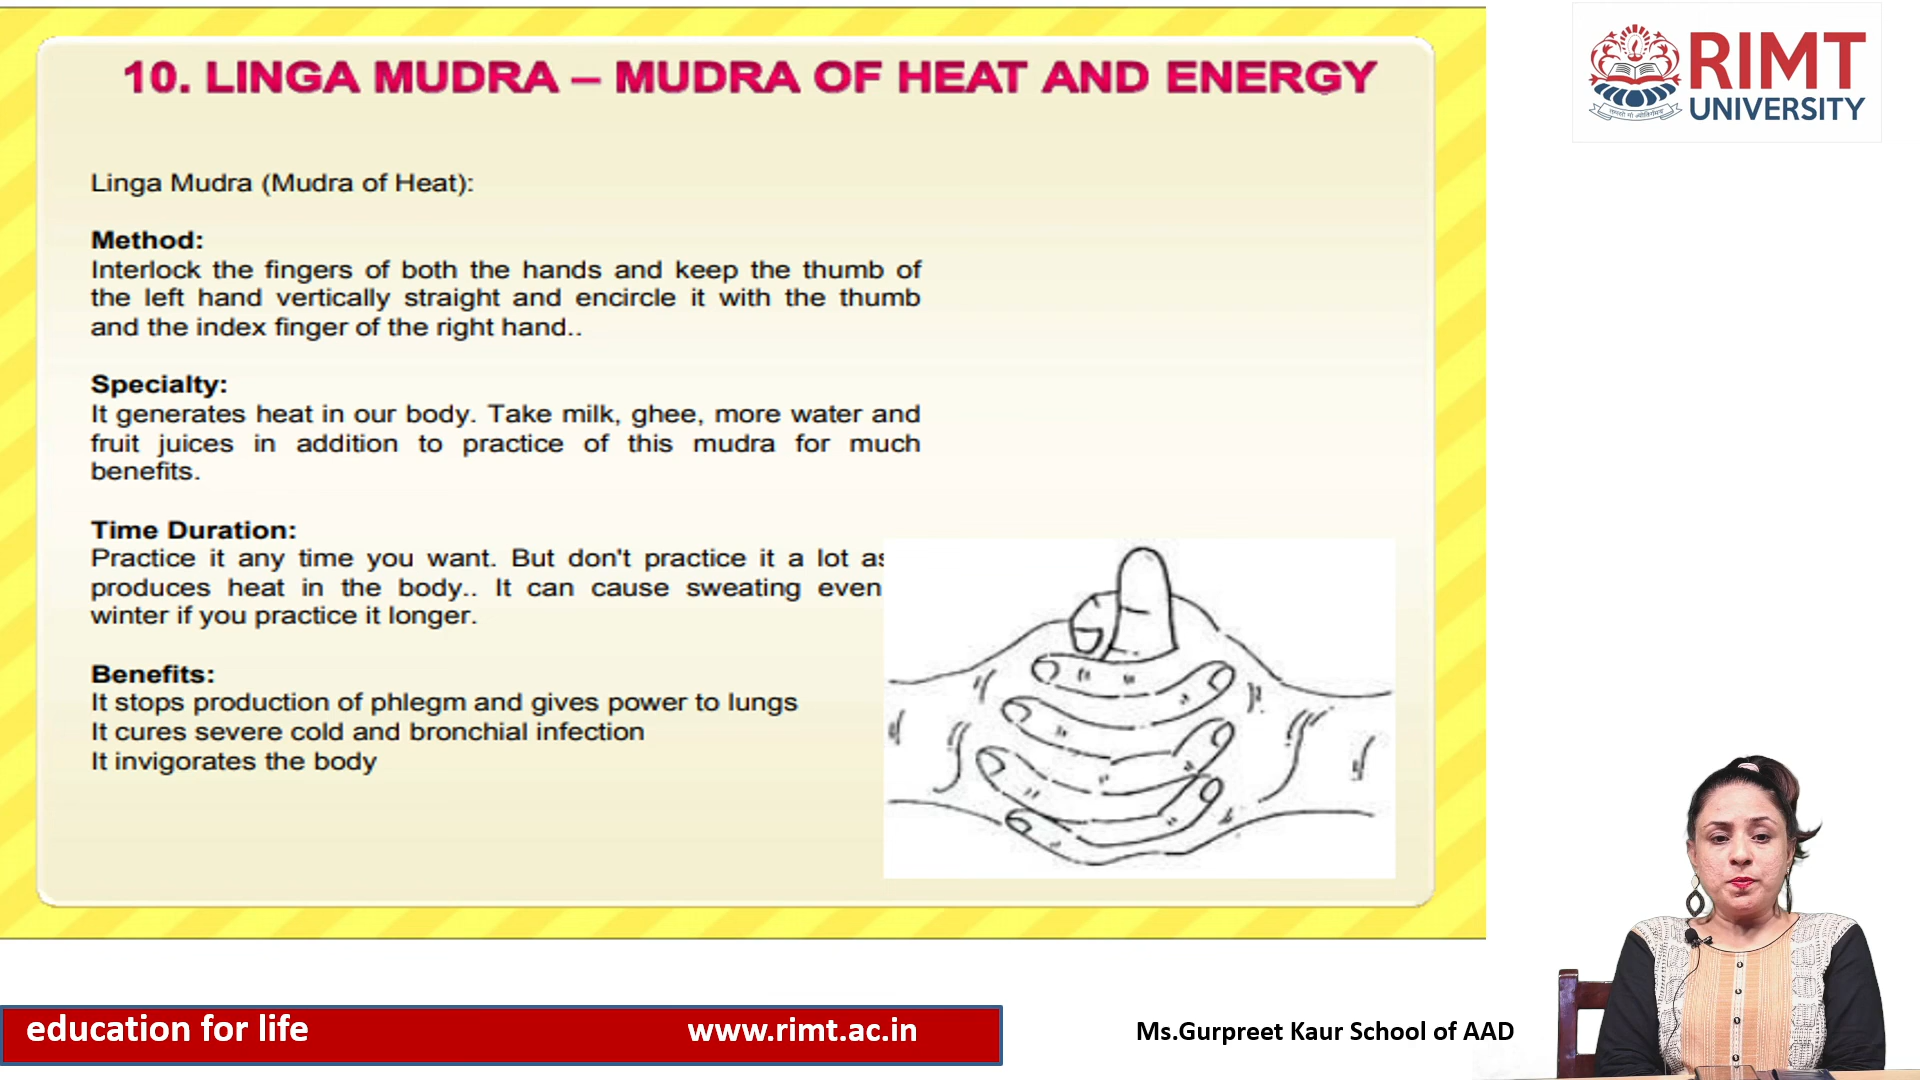 10. LINGA MUDRA – MUDRA OF HEAT AND ENERGY
RIMT
UNIVERSITY
Linga Mudra (Mudra of Heat):
Method:
Interlock the fingers of both the hands and keep the thumb of
the left hand vertically straight and encircle it with the thumb
and the index finger of the right hand..
Specialty:
It generates heat in our body. Take milk, ghee, more water and
fruit juices in addition to practice of this mudra for much
benefits.
Time Duration:
Practice it any time you want. But don't practice it a lot as
produces heat in the body.. It can cause sweating even
winter if you practice it longer.
Benefits:
It stops production of phlegm and gives power to lungs
It cures severe cold and bronchial infection
It invigorates the body
education for life
www.rimt.ac.in
Ms.Gurpreet Kaur School of AAD